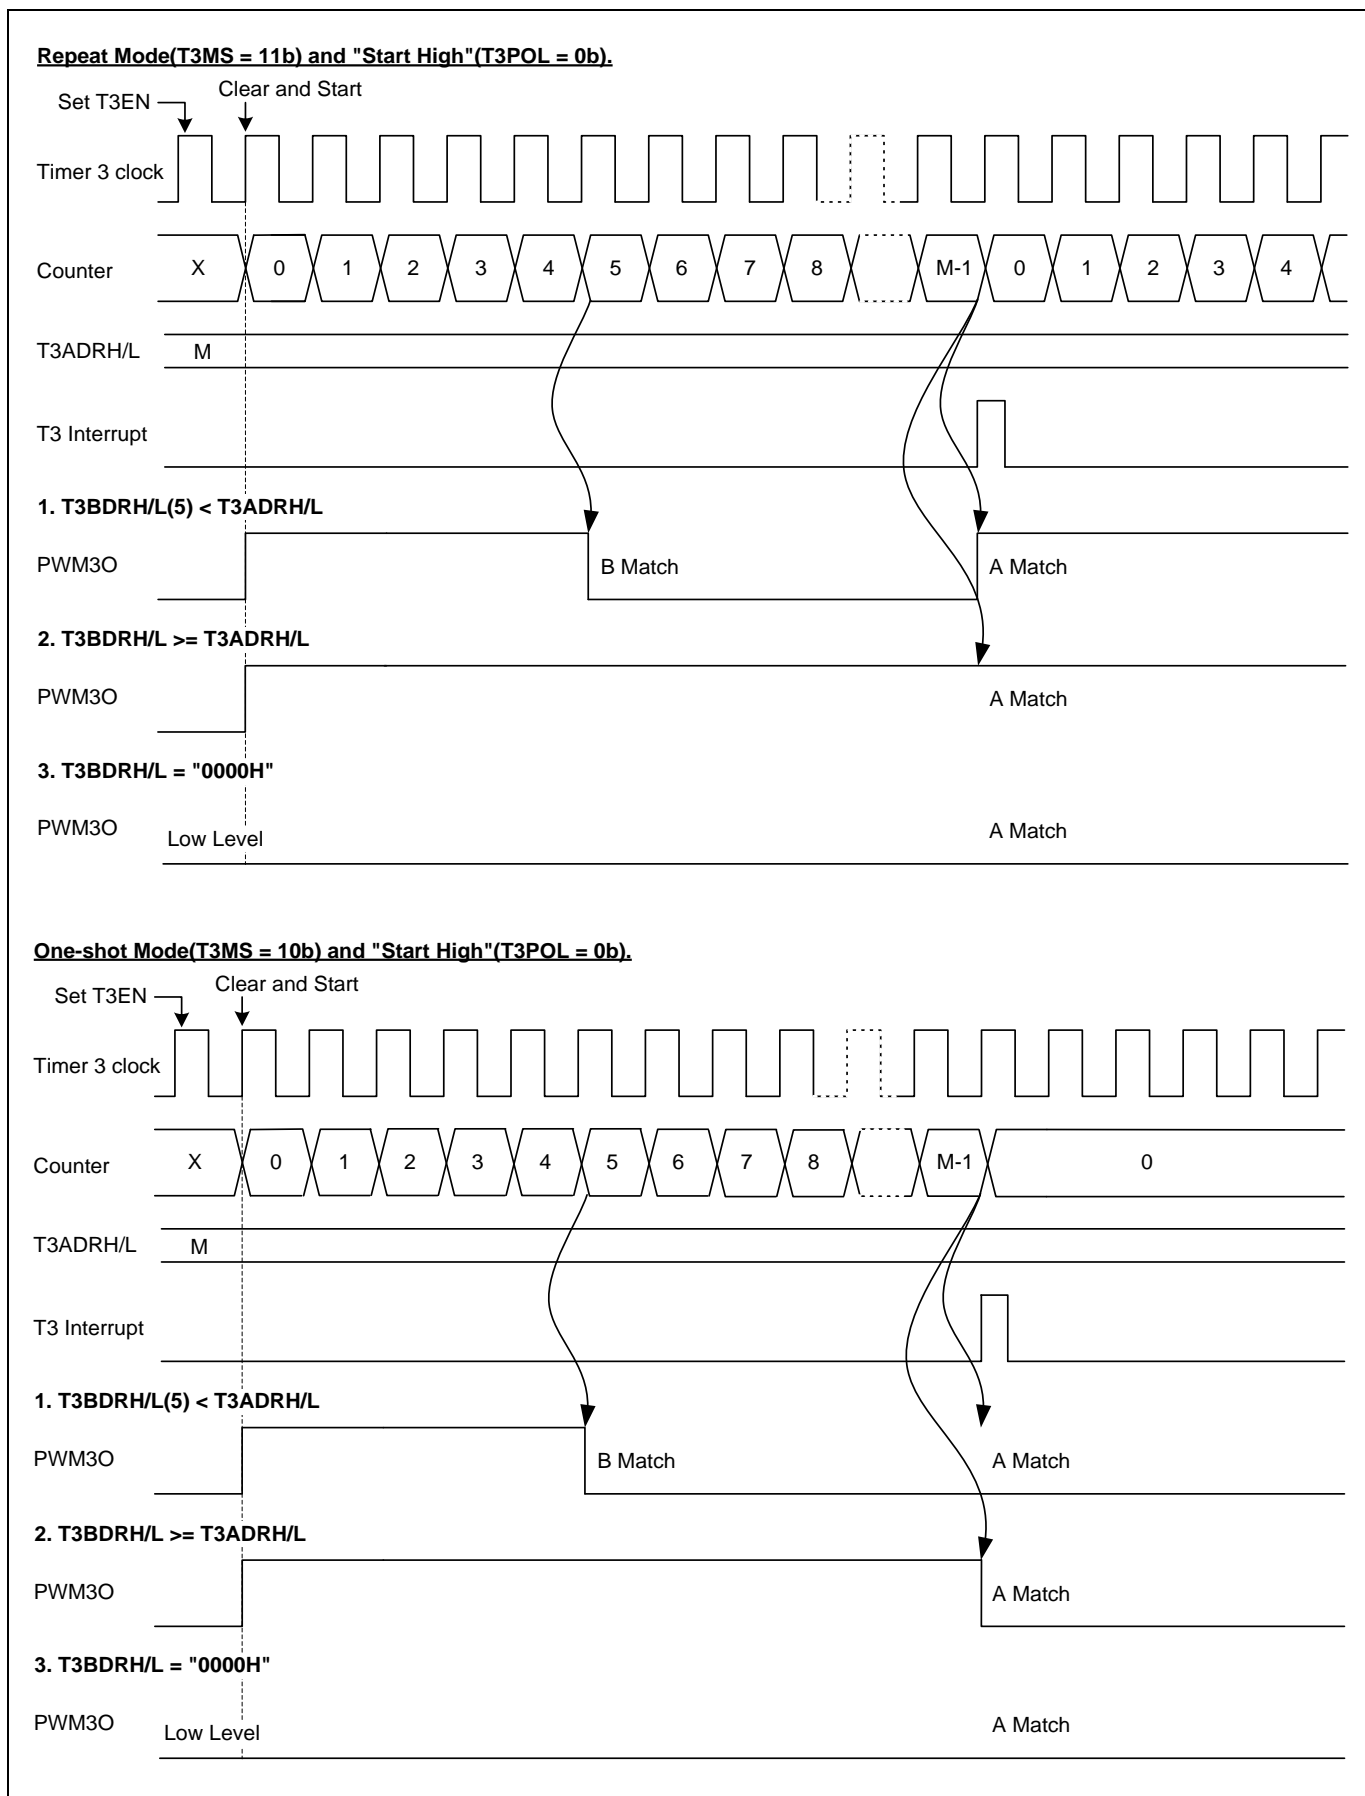 Repeat Mode(T3MS = 11b) and "Start High"(T3POL = 0b).
Set T3EN
Clear and Start
Timer 3 clock
Counter X 0 1 2 3 4 5 6 7 8 M-1 0 1 2 3 4
T3ADRH/L M
T3 Interrupt
1. T3BDRH/L(5) < T3ADRH/L
PWM3O B Match A Match
2. T3BDRH/L >= T3ADRH/L
PWM3O A Match
3. T3BDRH/L = "0000H"
PWM3O Low Level A Match
One-shot Mode(T3MS = 10b) and "Start High"(T3POL = 0b).
Set T3EN
Clear and Start
Timer 3 clock
Counter X 0 1 2 3 4 5 6 7 8 M-1 0
T3ADRH/L M
T3 Interrupt
1. T3BDRH/L(5) < T3ADRH/L
PWM3O B Match A Match
2. T3BDRH/L >= T3ADRH/L
PWM3O A Match
3. T3BDRH/L = "0000H"
PWM3O Low Level A Match